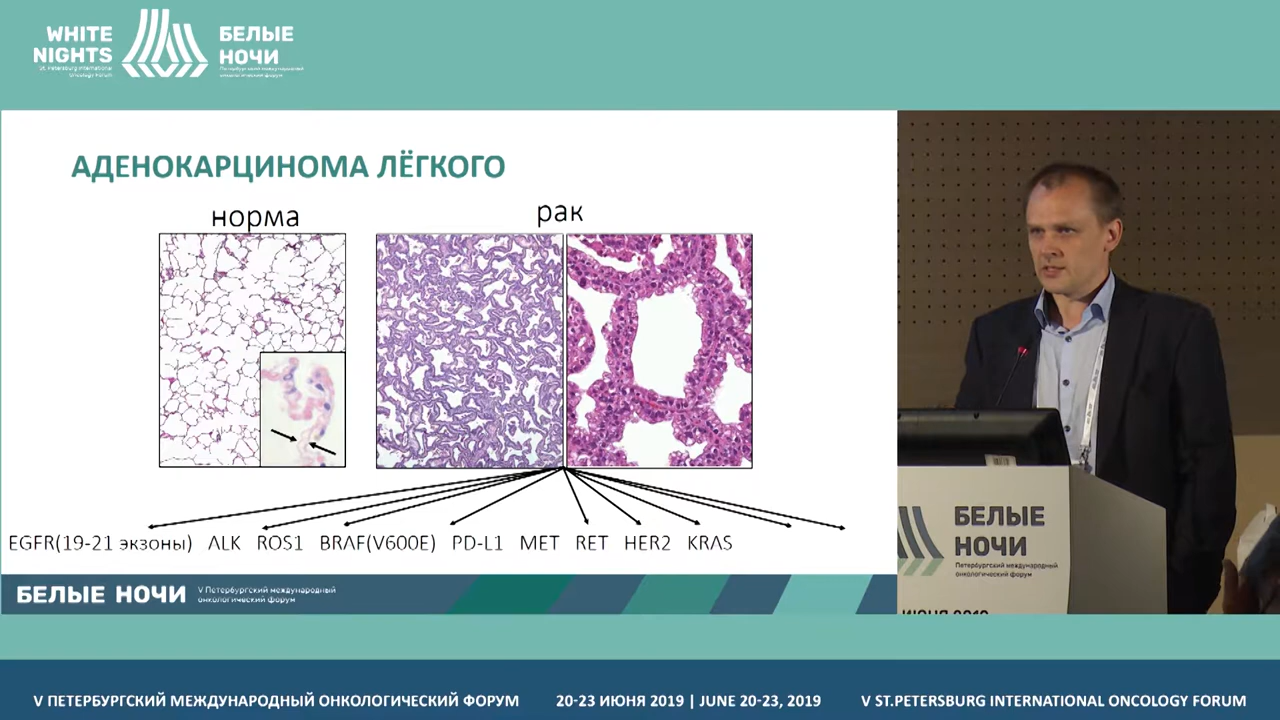 WHITE
NIGHTS
St. Petersburg International
Oncology Forum
БЕЛЫЕ
НОЧИ
Петербургский международный
онкологический форум
АДЕНОКАРЦИНОМА ЛЁГКОГО
норма
рак
EGFR(19-21 экзоны) ALK ROS1 BRAF(V600E) PD-L1 MET RET HER2 KRAS
БЕЛЫЕ НОЧИ
V Петербургский международный
онкологический форум
БЕЛЫЕ
НОЧИ
Петербургский международный
онкологический форум
ИЮНЯ 2019
V ПЕТЕРБУРГСКИЙ МЕЖДУНАРОДНЫЙ ОНКОЛОГИЧЕСКИЙ ФОРУМ 20-23 ИЮНЯ 2019 | JUNE 20-23, 2019 V ST.PETERSBURG INTERNATIONAL ONCOLOGY FORUM